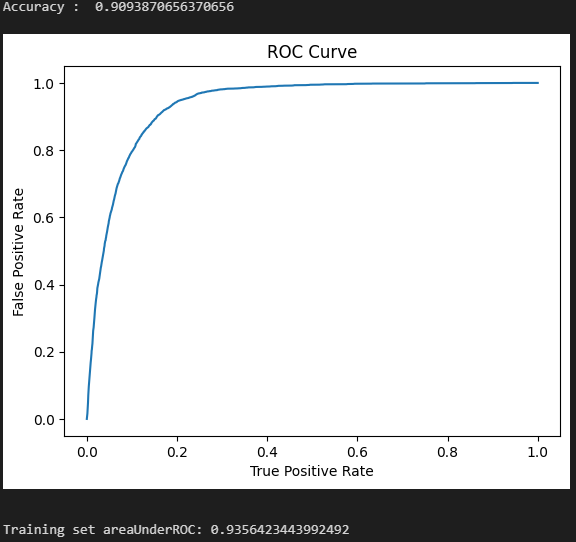 Accuracy :  0.9093870656370656
ROC Curve
1.0
0.8
0.6
0.4
0.2
0.0
False Positive Rate
0.0 0.2 0.4 0.6 0.8 1.0
True Positive Rate
Training set areaUnderROC: 0.9356423443992492